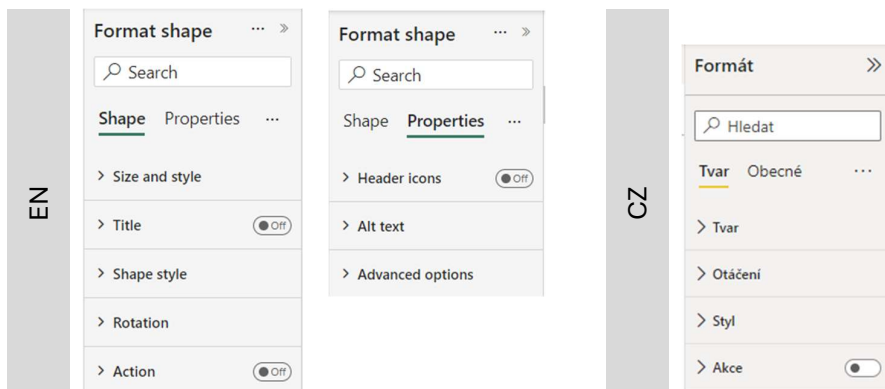 EN
Format shape ... »
Search
Shape Properties ...
> Size and style
> Title Off
> Shape style
> Rotation
> Action Off
Format shape ... »
Search
Shape Properties ...
> Header icons Off
> Alt text
> Advanced options
CZ
Formát »
Hledat
Tvar Obecné ...
> Tvar
> Otáčení
> Styl
> Akce